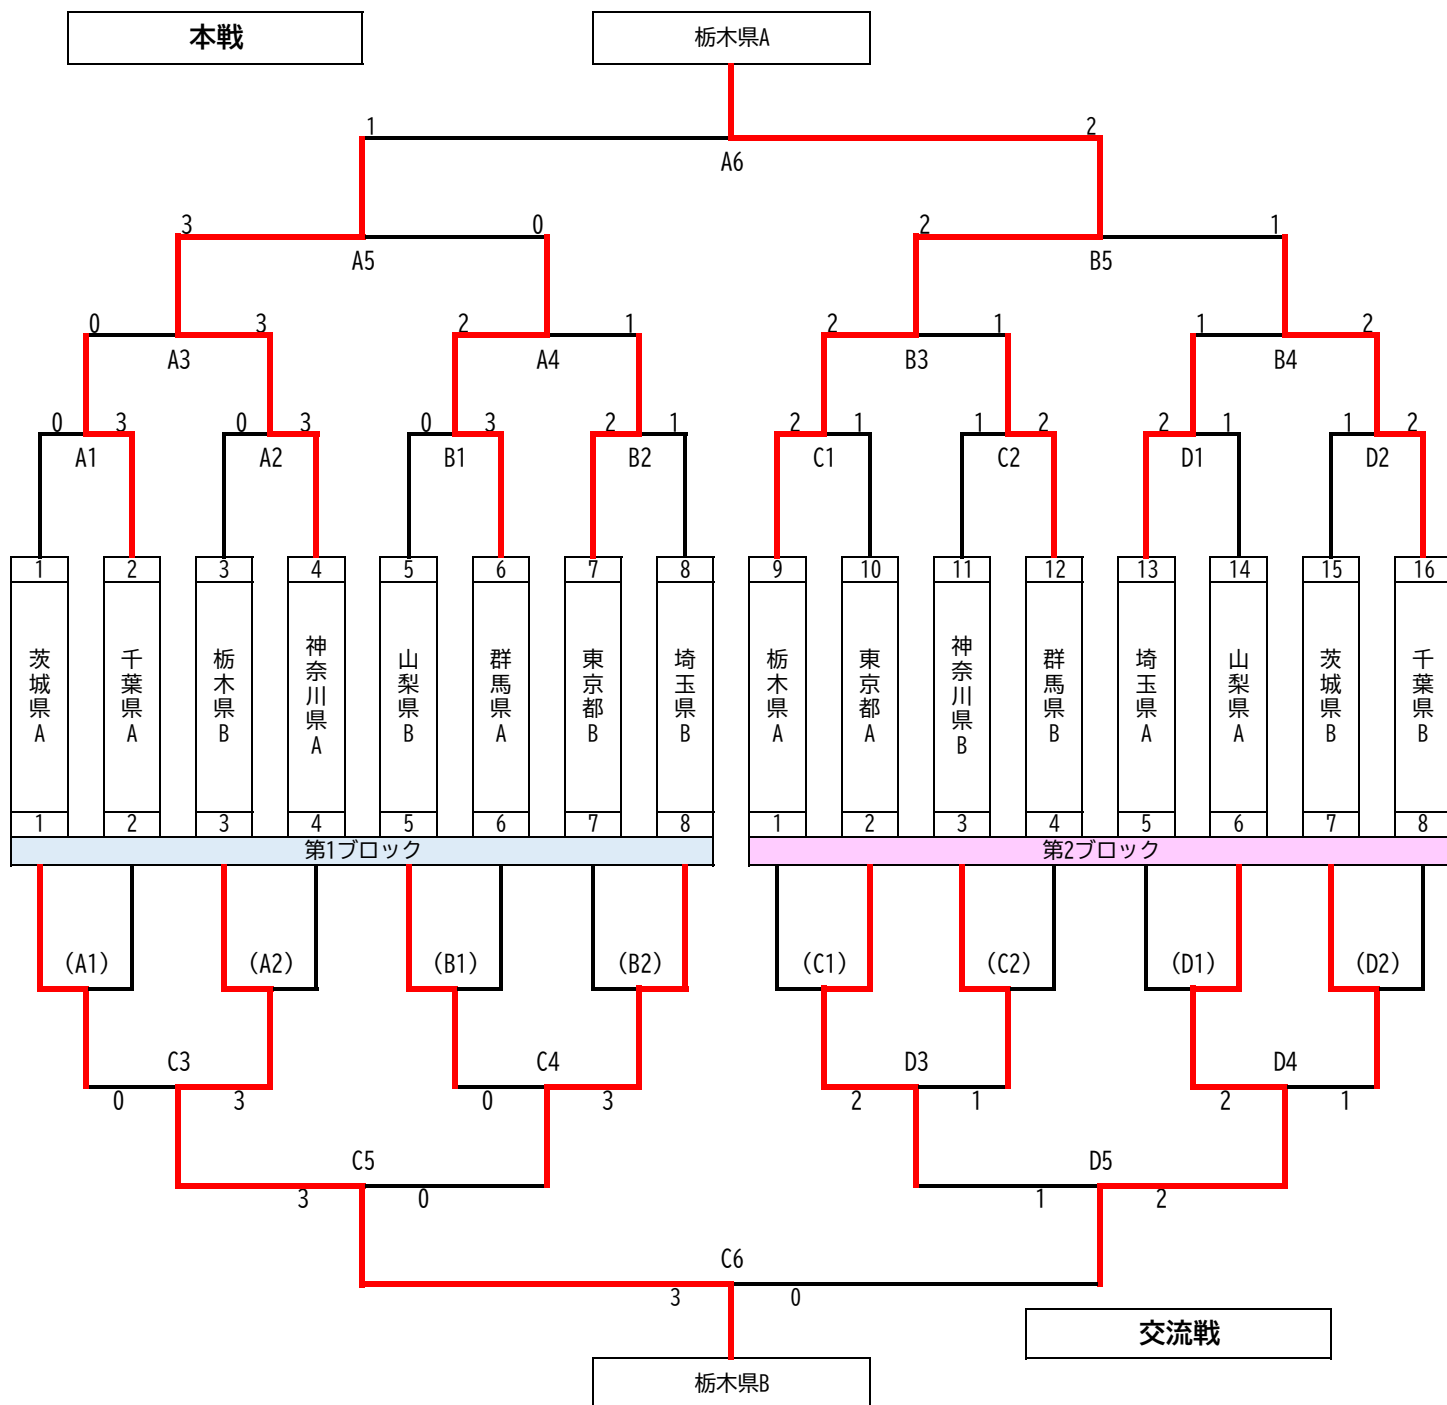 本戦
栃木県A
1 2
A6
3 0 2 1
A5 B5
0 3 2 1 2 1 1 2
A3 A4 B3 B4
0 3 0 3 0 3 2 1 2 1 1 2 2 1 1 2
A1 A2 B1 B2 C1 C2 D1 D2
1 2 3 4 5 6 7 8 9 10 11 12 13 14 15 16
茨城県A
千葉県A
栃木県B
神奈川県A
山梨県B
群馬県A
東京都B
埼玉県B
栃木県A
東京都A
神奈川県B
群馬県B
埼玉県A
山梨県A
茨城県B
千葉県B
1 2 3 4 5 6 7 8 1 2 3 4 5 6 7 8
第1ブロック 第2ブロック
(A1) (A2) (B1) (B2) (C1) (C2) (D1) (D2)
C3 C4 D3 D4
0 3 0 3 2 1 2 1
C5 D5
3 0 1 2
C6
3 0
交流戦
栃木県B